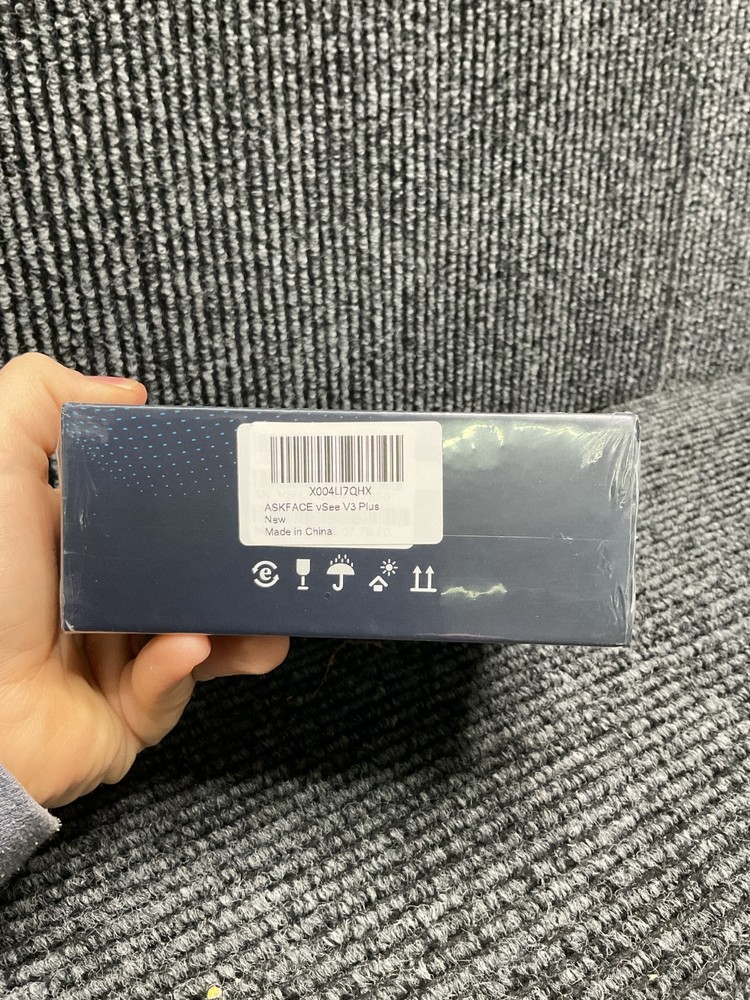 X004LI7QHX
ASKFACE vSee V3 Plus
New
Made in China
e